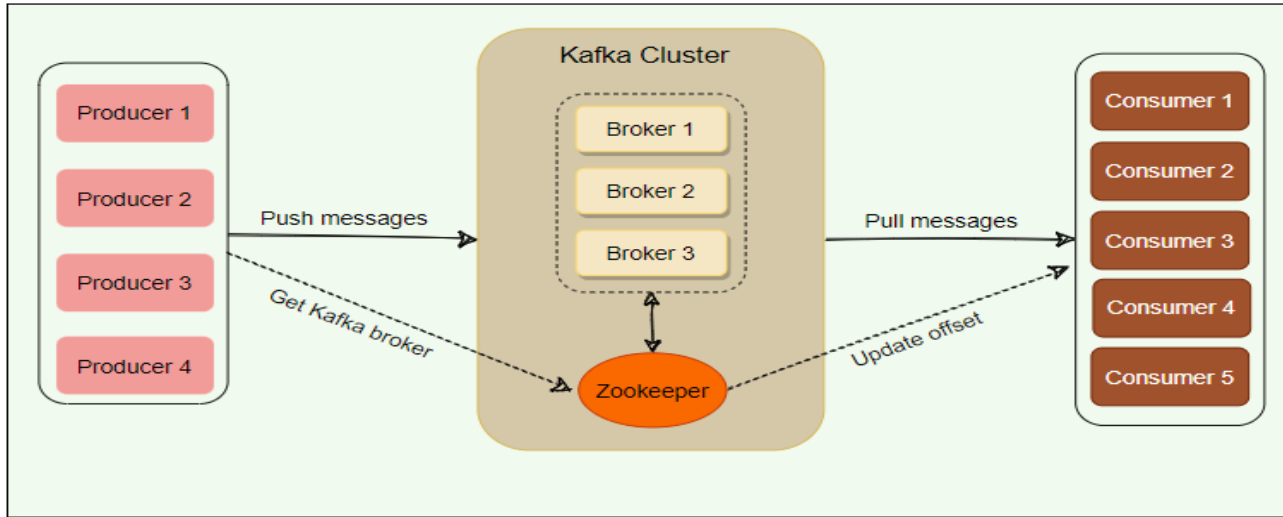 Kafka Cluster
Producer 1
Producer 2
Producer 3
Producer 4
Push messages
Get Kafka broker
Broker 1
Broker 2
Broker 3
Zookeeper
Pull messages
Update offset
Consumer 1
Consumer 2
Consumer 3
Consumer 4
Consumer 5